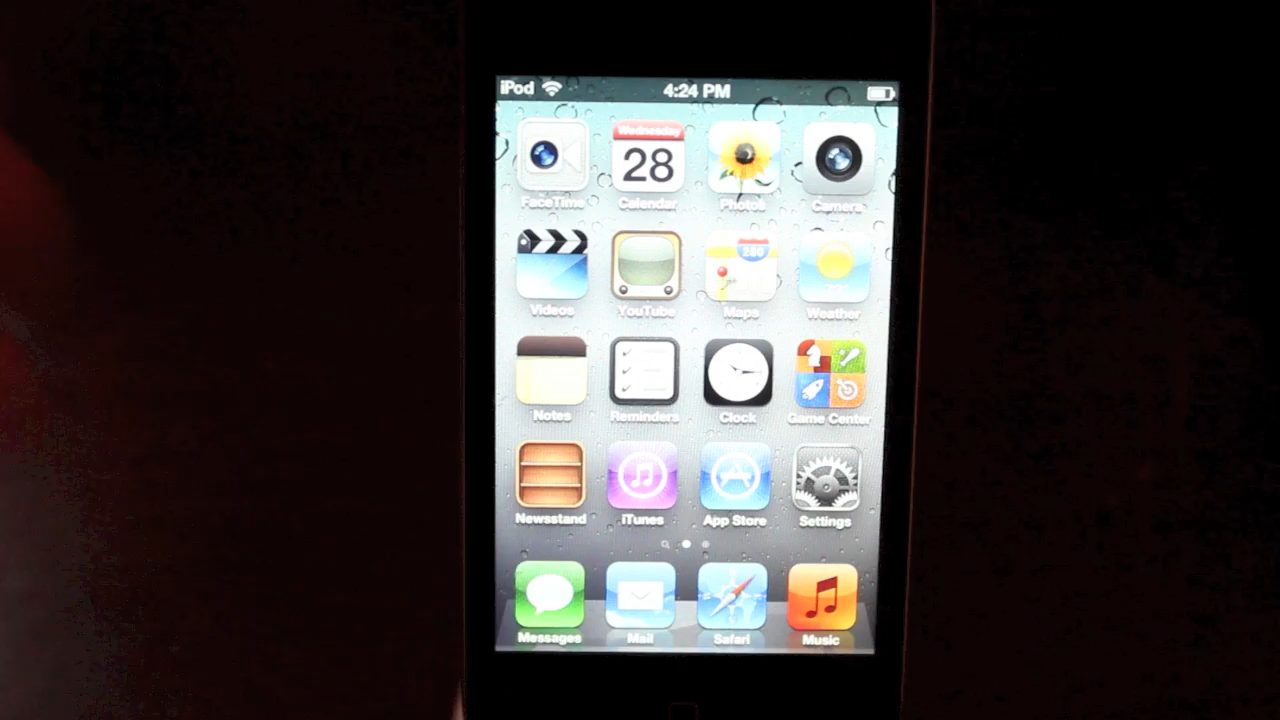 iPod 4:24 PM
Wednesday
28
FaceTime Calendar Photos Camera
280
Videos YouTube Maps Weather
Notes Reminders Clock Game Center
Newsstand iTunes App Store Settings
Messages Mail Safari Music